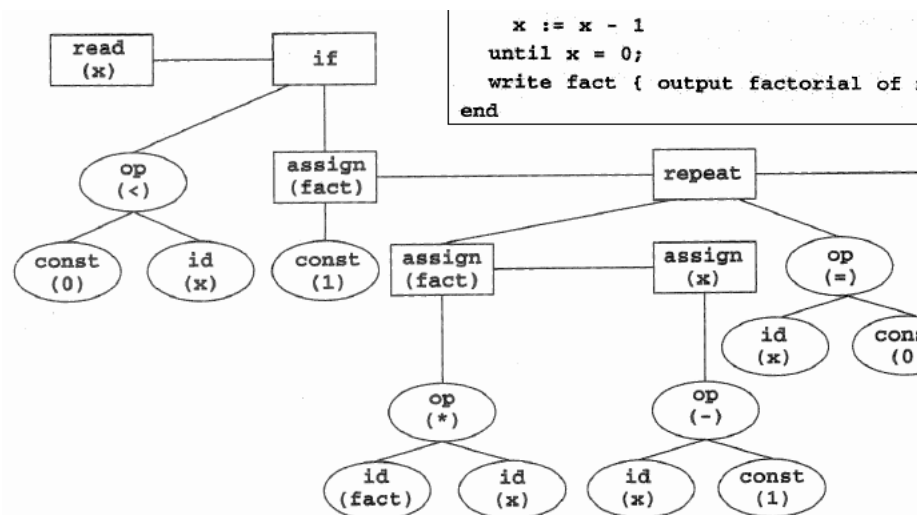 x := x - 1
until x = 0;
write fact { output factorial of
end
read
(x)
if
op
(<)
assign
(fact)
repeat
const
(0)
id
(x)
const
(1)
assign
(fact)
assign
(x)
op
(=)
id
(x)
(0
op
(*)
op
(-)
id
(fact)
id
(x)
id
(x)
const
(1)